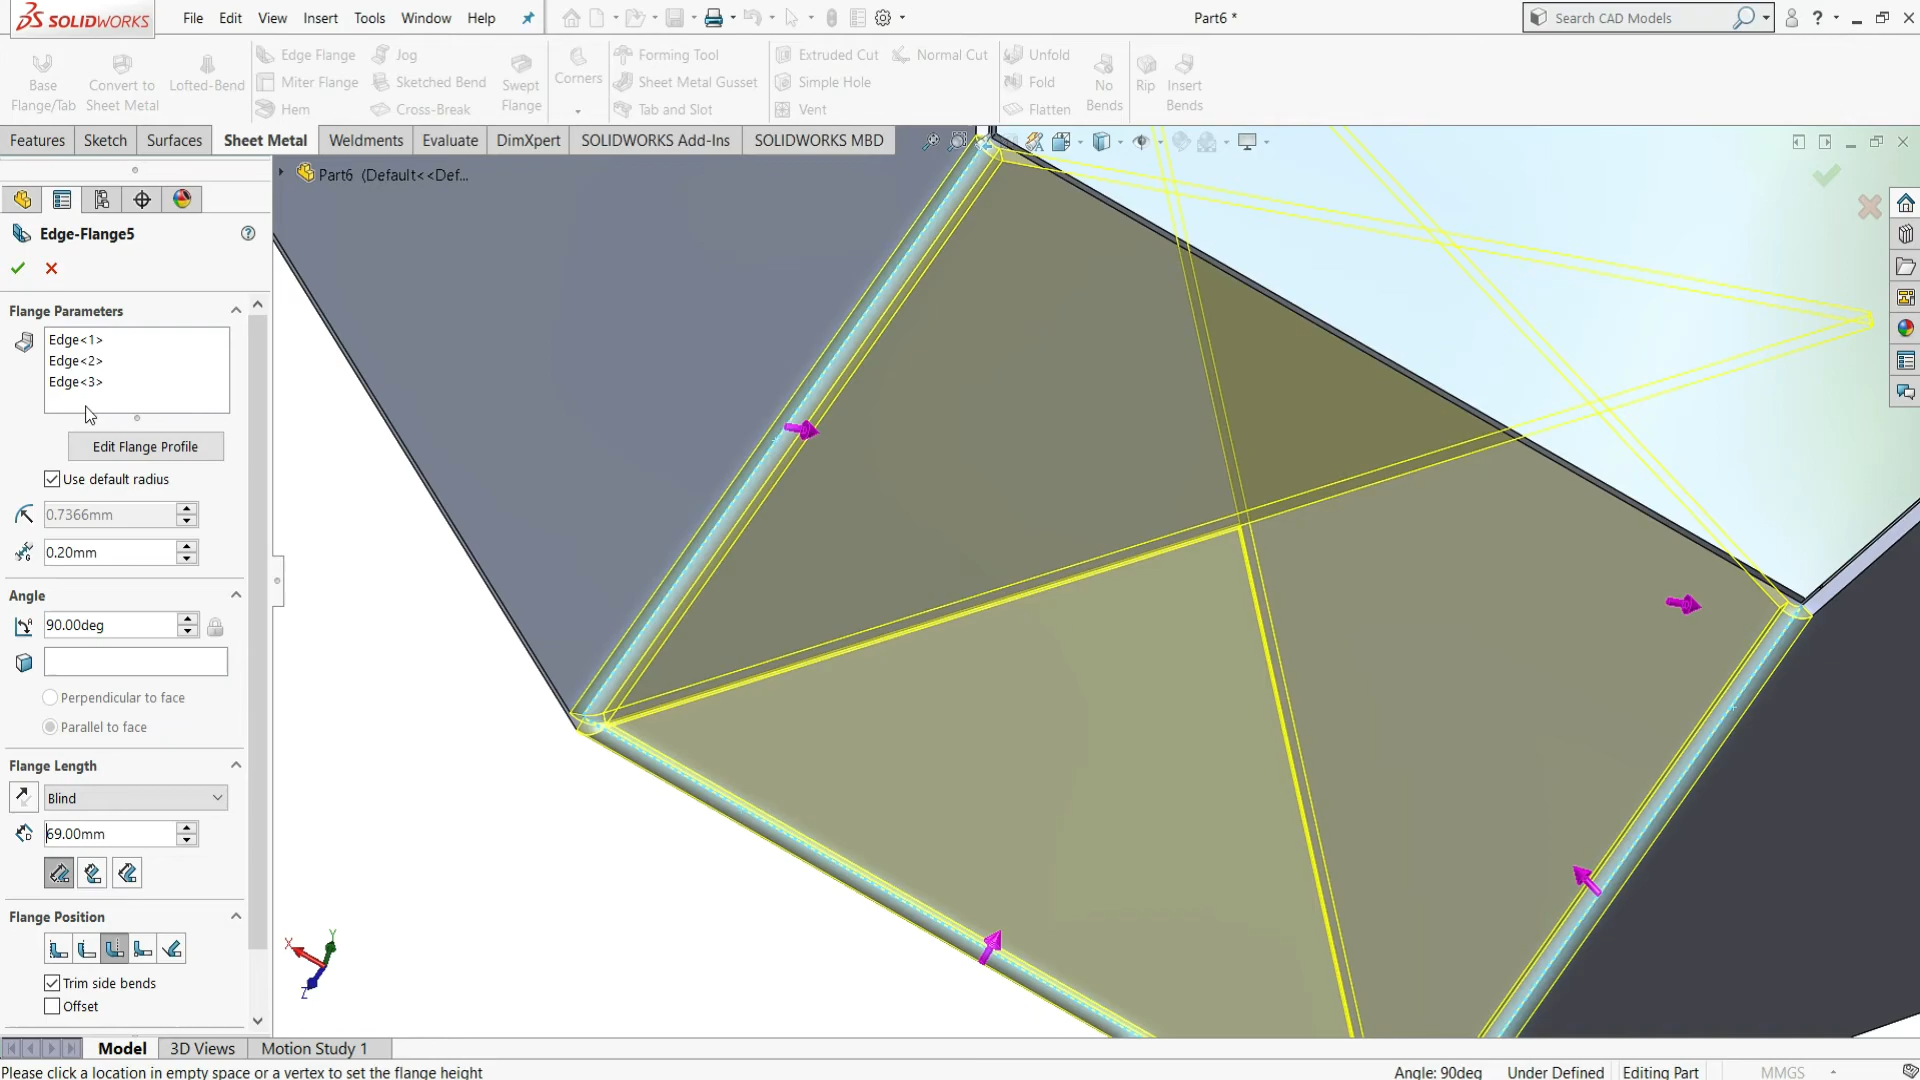 SOLIDWORKS File Edit View Insert Tools Window Help Part6 * Search CAD Models ?
Base Flange/Tab
Convert to Sheet Metal
Lofted-Bend
Edge Flange
Miter Flange
Hem
Jog
Sketched Bend
Cross-Break
Swept Flange
Corners
Forming Tool
Sheet Metal Gusset
Tab and Slot
Extruded Cut
Simple Hole
Vent
Normal Cut
Unfold
Fold
Flatten
No Bends
Rip
Insert Bends
Features Sketch Surfaces Sheet Metal Weldments Evaluate DimXpert SOLIDWORKS Add-Ins SOLIDWORKS MBD
Part6 (Default<<Def...
Edge-Flange5
Flange Parameters
Edge<1>
Edge<2>
Edge<3>
Edit Flange Profile
Use default radius
0.7366mm
0.20mm
Angle
90.00deg
Perpendicular to face
Parallel to face
Flange Length
Blind
69.00mm
Flange Position
Trim side bends
Offset
X Y Z
Model 3D Views Motion Study 1
Please click a location in empty space or a vertex to set the flange height Angle: 90deg Under Defined Editing Part MMGS